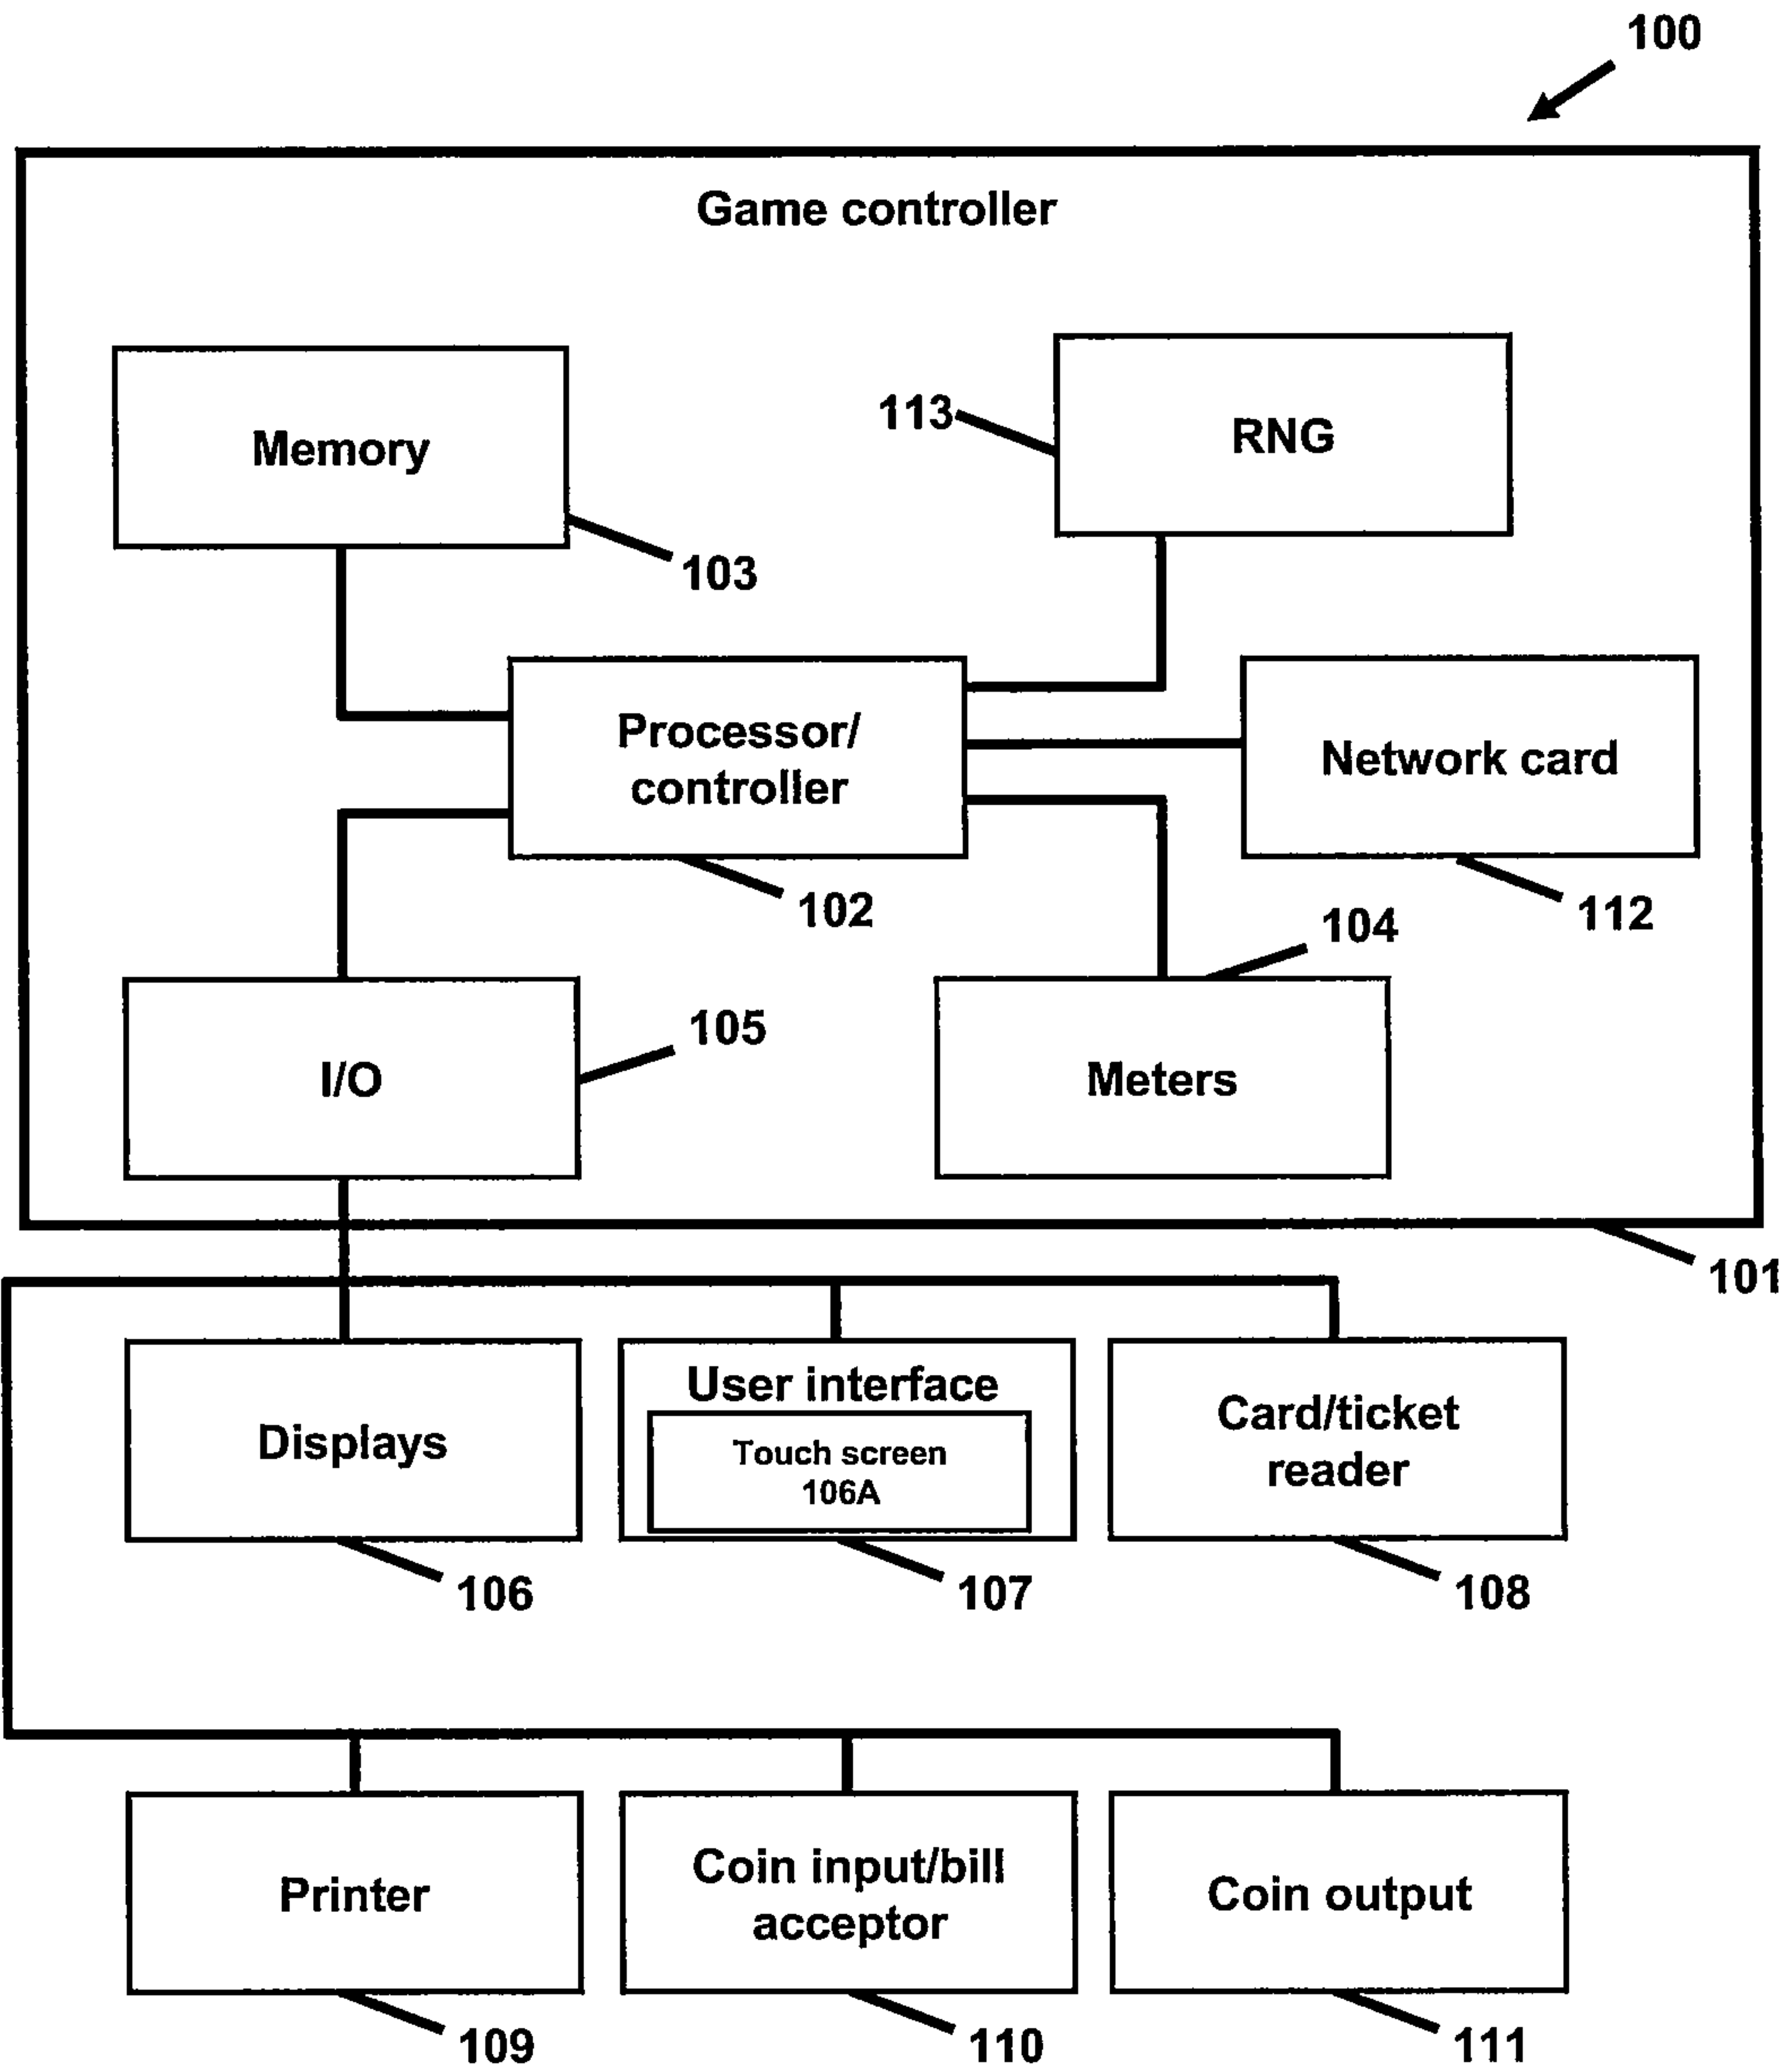 100
Game controller
Memory
113
RNG
103
Processor/
controller
Network card
102
112
104
I/O
105
Meters
101
Displays
User interface
Touch screen
106A
Card/ticket
reader
106
107
108
Printer
Coin input/bill
acceptor
Coin output
109
110
111